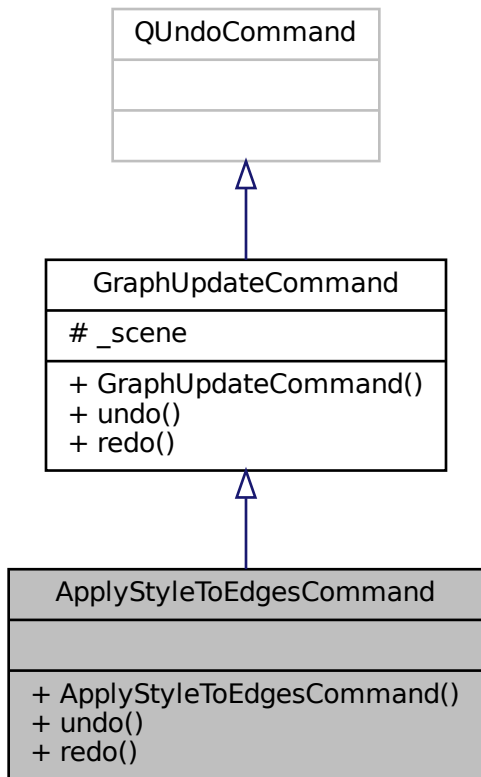 QUndoCommand
GraphUpdateCommand
# _scene
+ GraphUpdateCommand()
+ undo()
+ redo()
ApplyStyleToEdgesCommand
+ ApplyStyleToEdgesCommand()
+ undo()
+ redo()